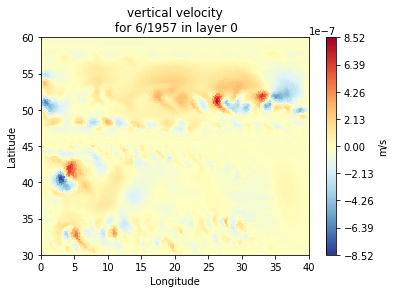 vertical velocity
for 6/1957 in layer 0
1e−7
60
55
50
45
40
35
30
Latitude
0 5 10 15 20 25 30 35 40
Longitude
8.52
6.39
4.26
2.13
0.00
−2.13
−4.26
−6.39
−8.52
m/s